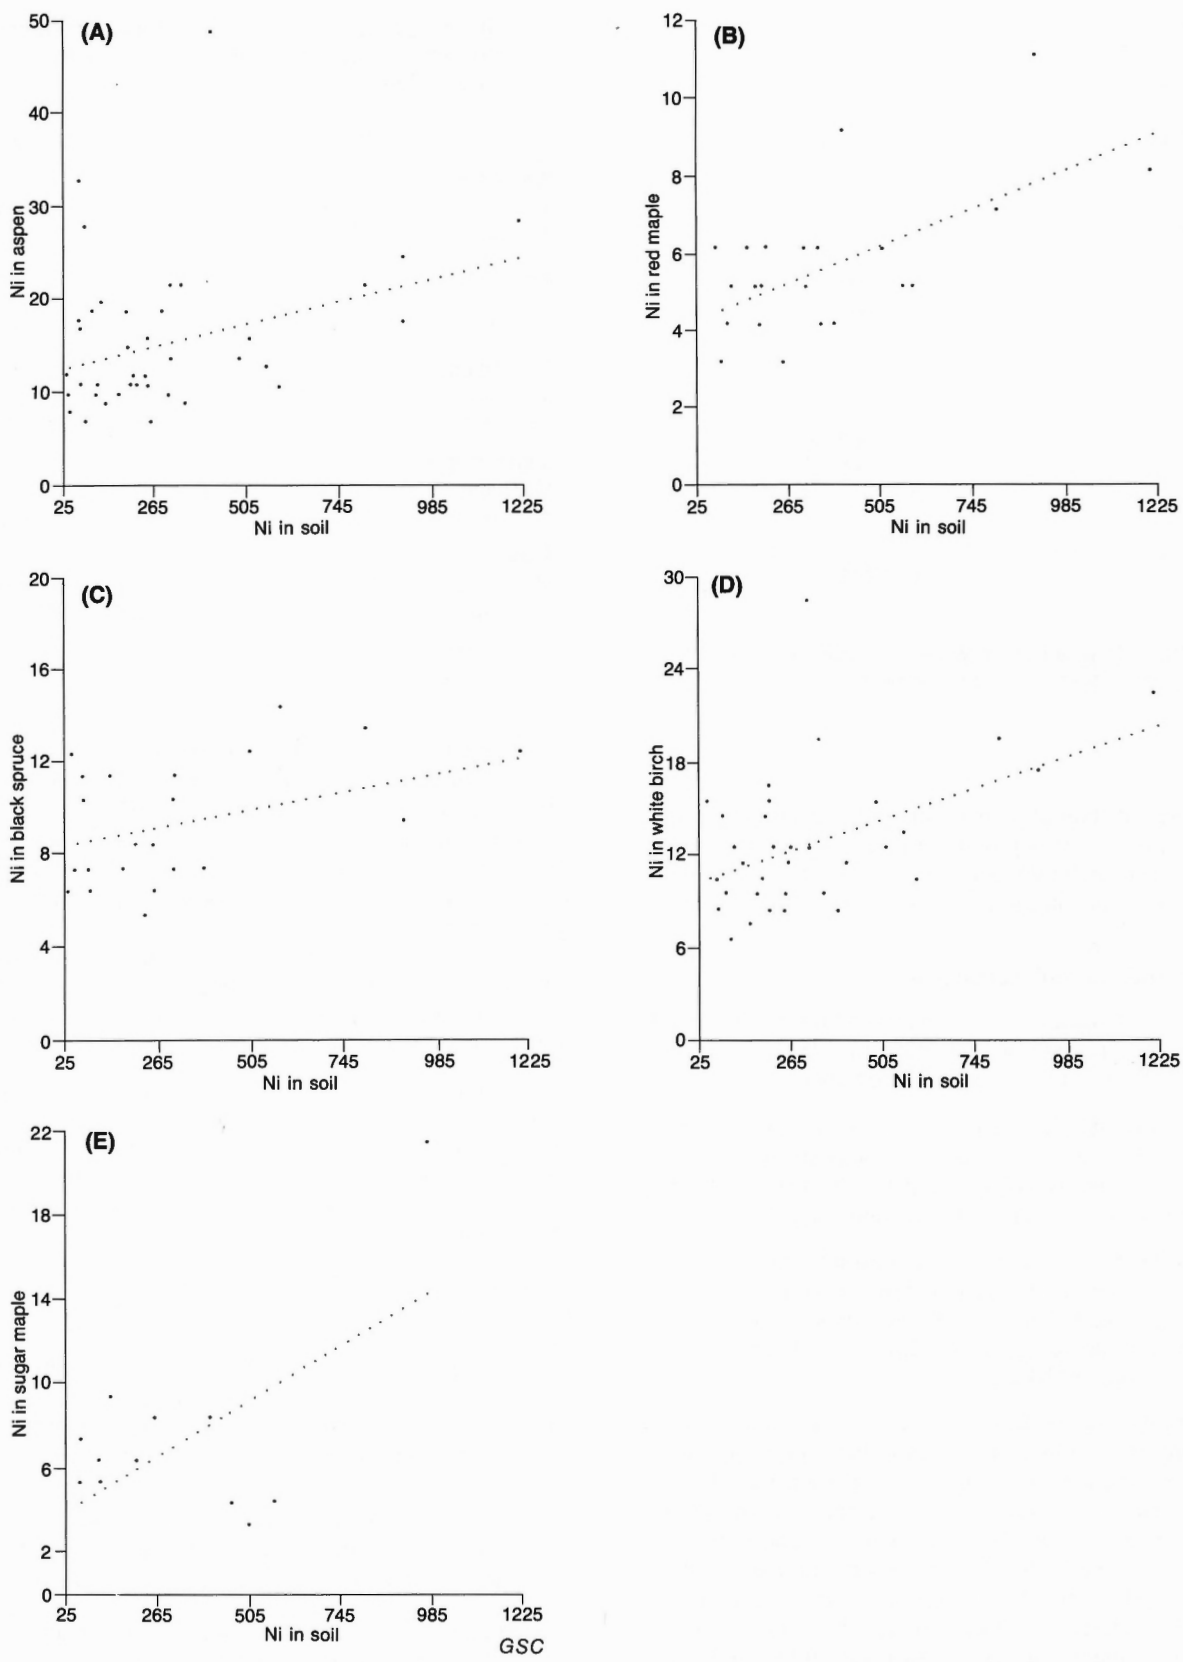 (A)
50
40
30
20
10
0
Ni in aspen
25 265 505 745 985 1225
Ni in soil
(B)
12
10
8
6
4
2
0
Ni in red maple
25 265 505 745 985 1225
Ni in soil
(C)
20
16
12
8
4
0
Ni in black spruce
25 265 505 745 985 1225
Ni in soil
(D)
30
24
18
12
6
0
Ni in white birch
25 265 505 745 985 1225
Ni in soil
(E)
22
18
14
10
6
2
0
Ni in sugar maple
25 265 505 745 985 1225
Ni in soil
GSC